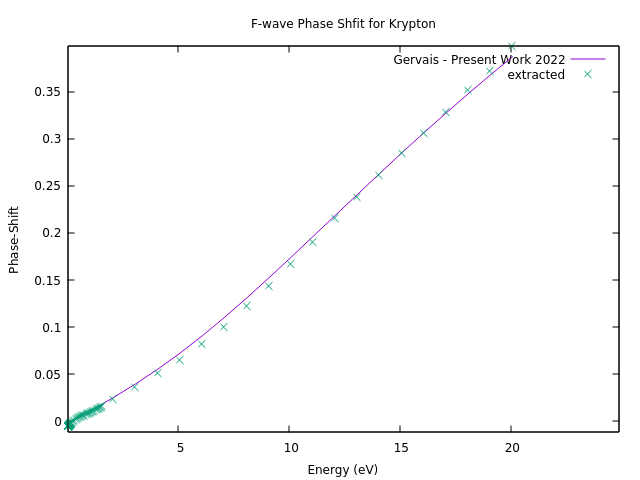 F-wave Phase Shfit for Krypton
Gervais - Present Work 2022
extracted
0.35
0.3
0.25
0.2
0.15
0.1
0.05
0
Phase-Shift
5 10 15 20
Energy (eV)